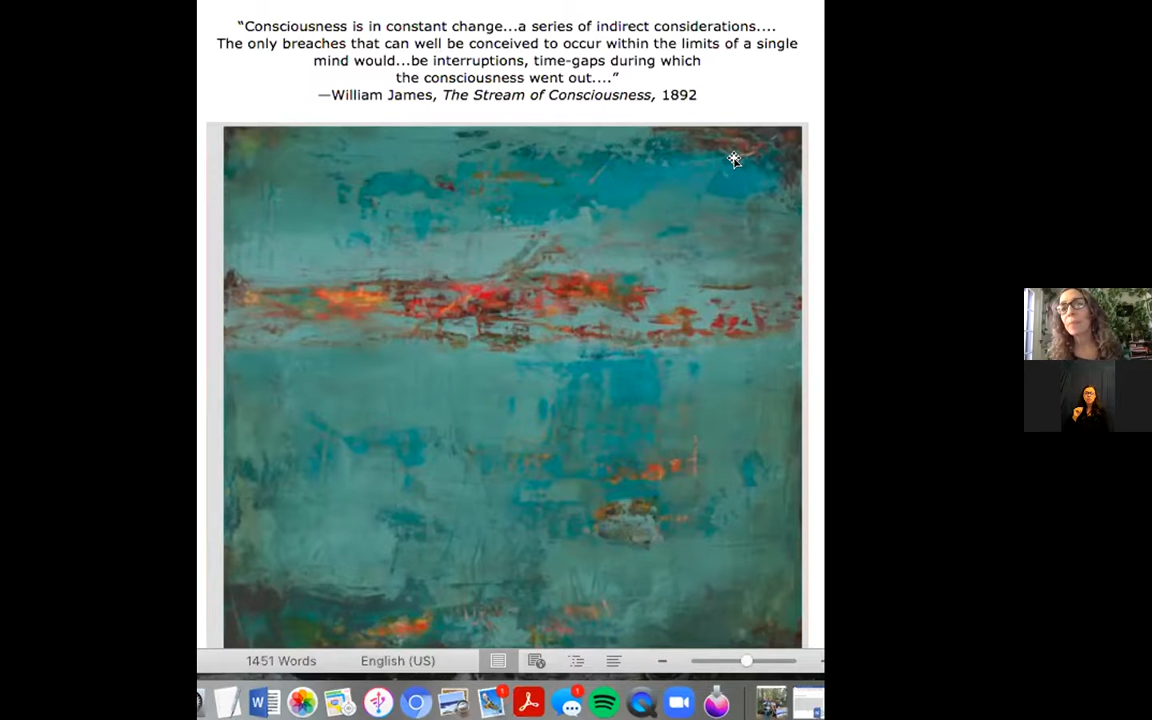 “Consciousness is in constant change...a series of indirect considerations....
The only breaches that can well be conceived to occur within the limits of a single
mind would...be interruptions, time-gaps during which
the consciousness went out....”
—William James, The Stream of Consciousness, 1892
1451 Words English (US)
W 1 1